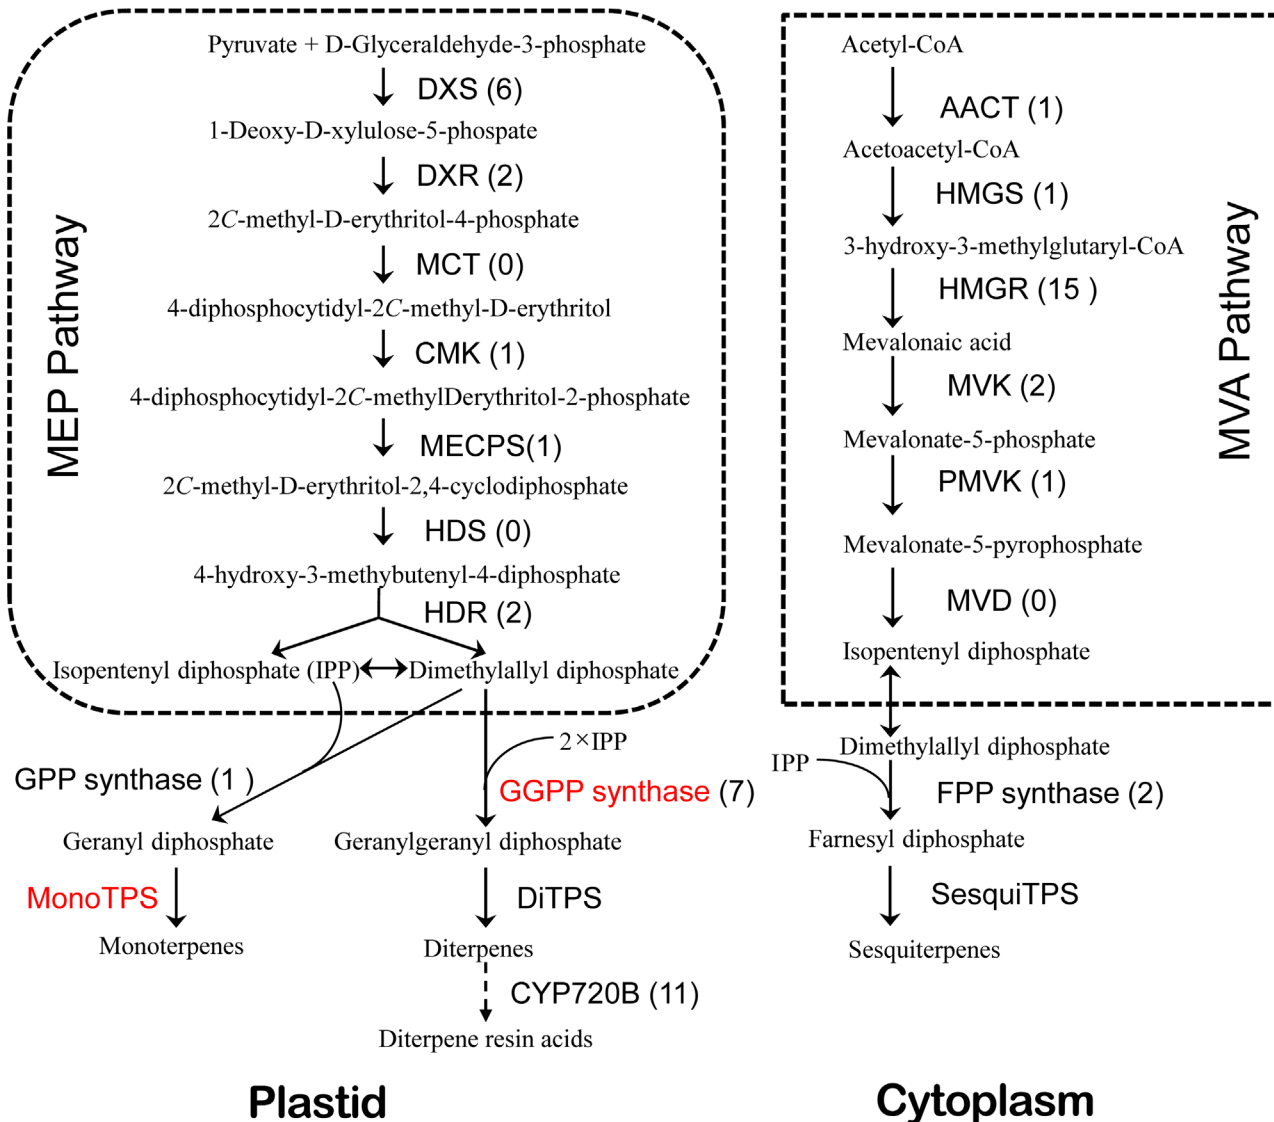 Pyruvate + D-Glyceraldehyde-3-phosphate
DXS (6)
1-Deoxy-D-xylulose-5-phospate
DXR (2)
2C-methyl-D-erythritol-4-phosphate
MCT (0)
4-diphosphocytidyl-2C-methyl-D-erythritol
CMK (1)
4-diphosphocytidyl-2C-methylDerythritol-2-phosphate
MECPS(1)
2C-methyl-D-erythritol-2,4-cyclodiphosphate
HDS (0)
4-hydroxy-3-methybutenyl-4-diphosphate
HDR (2)
Isopentenyl diphosphate (IPP)
Dimethylallyl diphosphate
MEP Pathway
2×IPP
GPP synthase (1 )
GGPP synthase (7)
Geranyl diphosphate
Geranylgeranyl diphosphate
MonoTPS
DiTPS
Monoterpenes
Diterpenes
CYP720B (11)
Diterpene resin acids
Plastid
Acetyl-CoA
AACT (1)
Acetoacetyl-CoA
HMGS (1)
3-hydroxy-3-methylglutaryl-CoA
HMGR (15 )
Mevalonaic acid
MVK (2)
Mevalonate-5-phosphate
PMVK (1)
Mevalonate-5-pyrophosphate
MVD (0)
Isopentenyl diphosphate
MVA Pathway
Dimethylallyl diphosphate
IPP
FPP synthase (2)
Farnesyl diphosphate
SesquiTPS
Sesquiterpenes
Cytoplasm